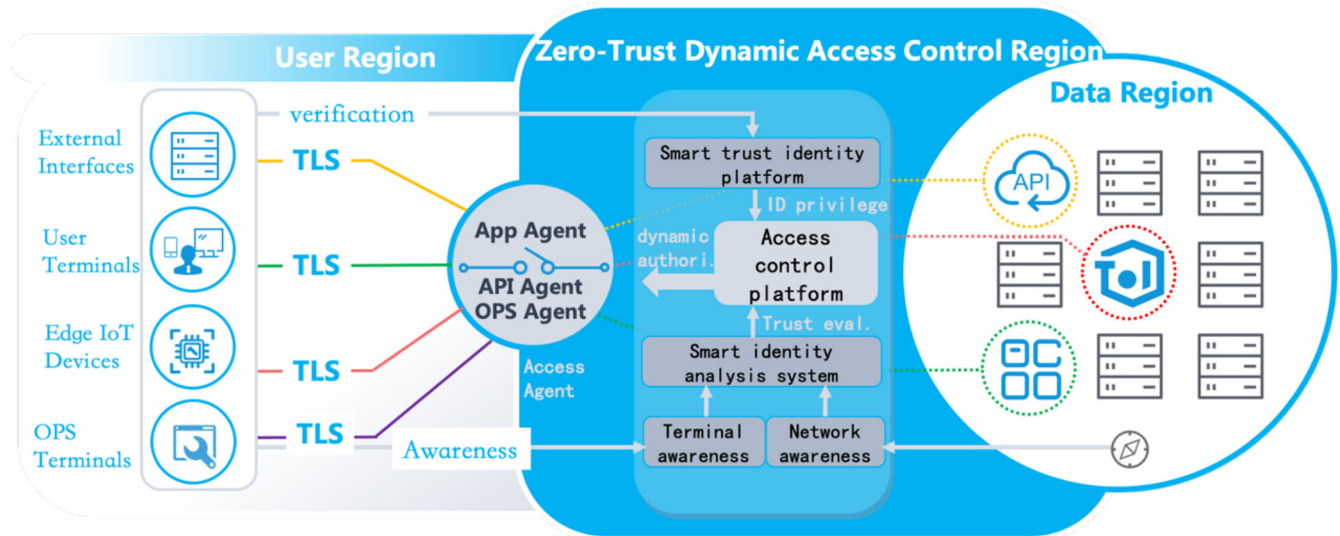 User Region
Zero-Trust Dynamic Access Control Region
Data Region
External
Interfaces
User
Terminals
Edge IoT
Devices
OPS
Terminals
verification
TLS
TLS
TLS
TLS
Awareness
App Agent
API Agent
OPS Agent
Access
Agent
Smart trust identity
platform
ID privilege
dynamic
authori.
Access
control
platform
Trust eval.
Smart identity
analysis system
Terminal
awareness
Network
awareness
API